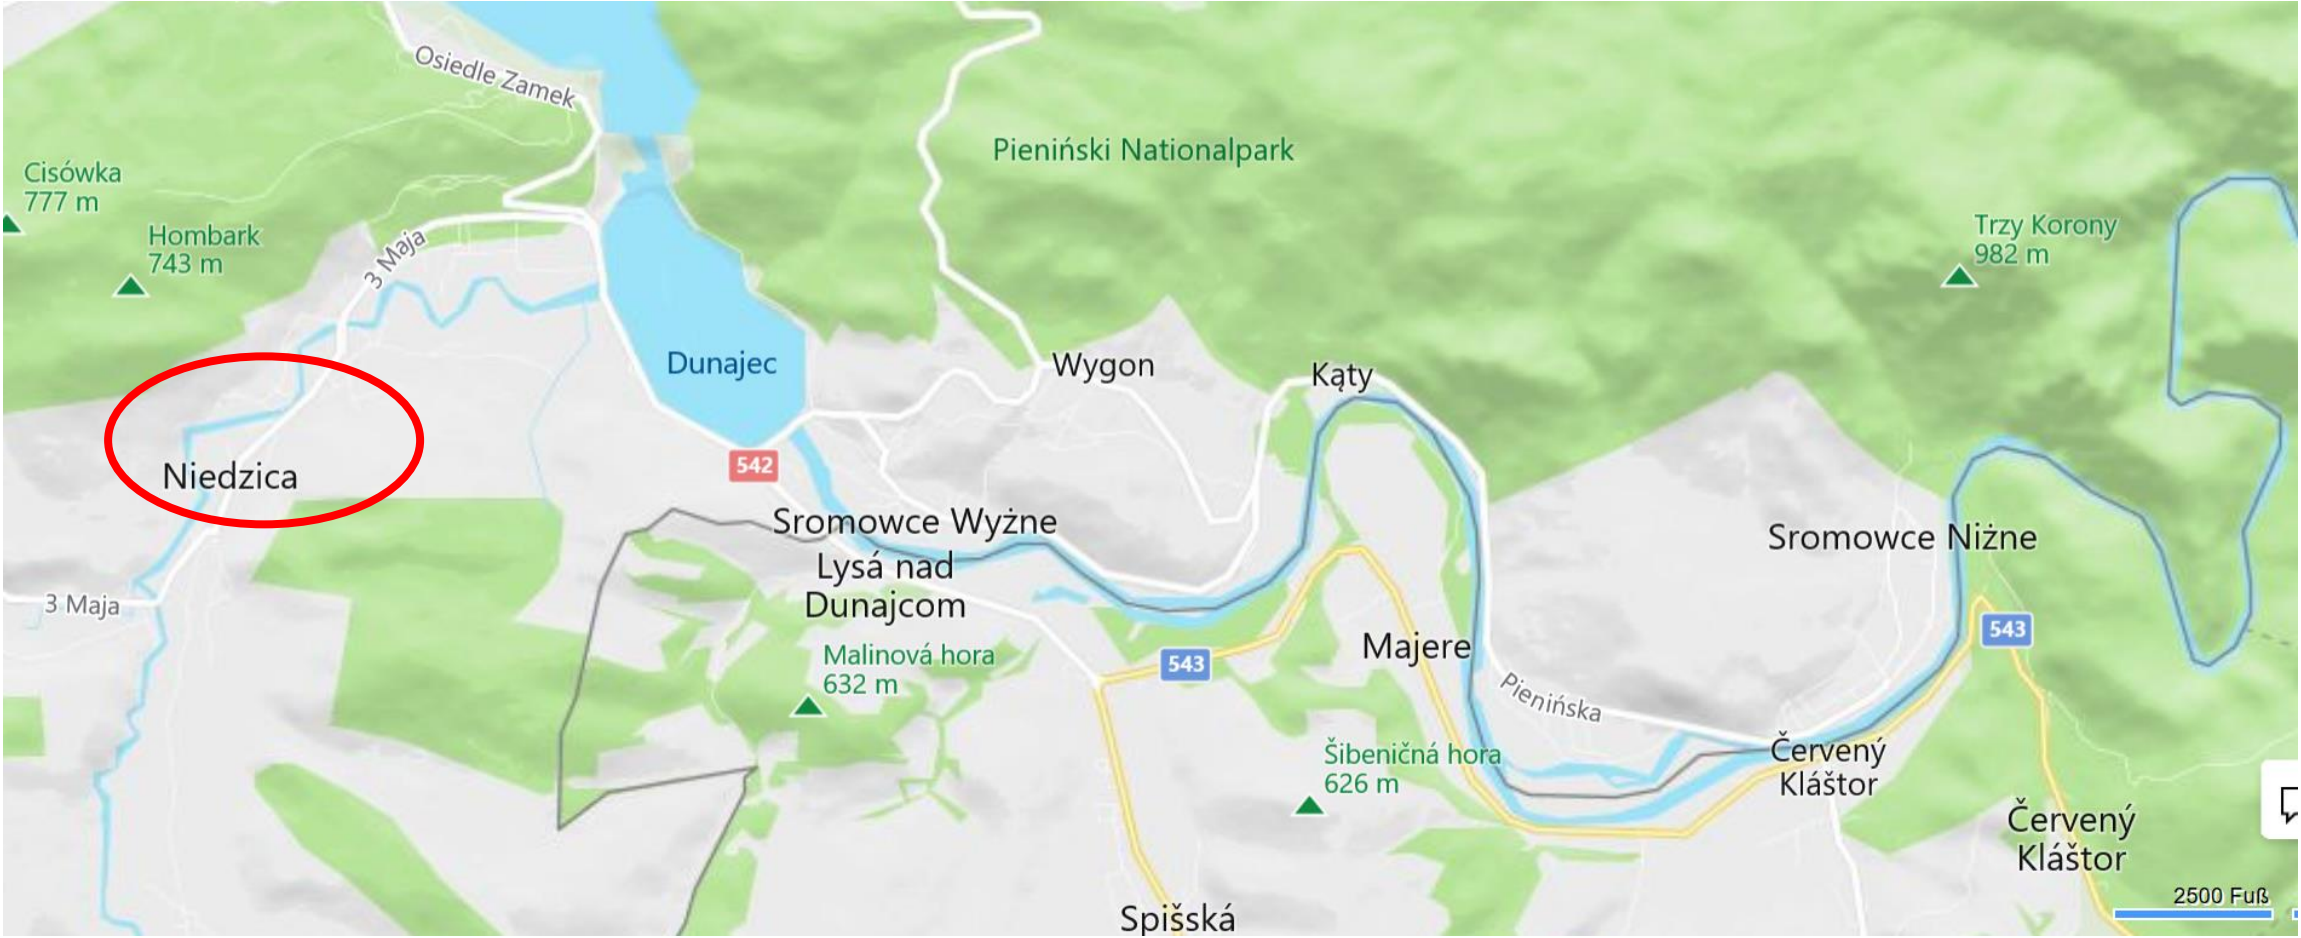 Osiedle Zamek
Pieniński Nationalpark
Cisówka
777 m
Hombark
743 m
3 Maja
Trzy Korony
982 m
Dunajec
Wygon
Kąty
Niedzica
542
Sromowce Wyżne
Sromowce Niżne
Lysá nad
Dunajcom
3 Maja
543
Majere
543
Malinová hora
632 m
Pienińska
Šibeničná hora
626 m
Červený
Kláštor
Červený
Kláštor
2500 Fuß
Spišská